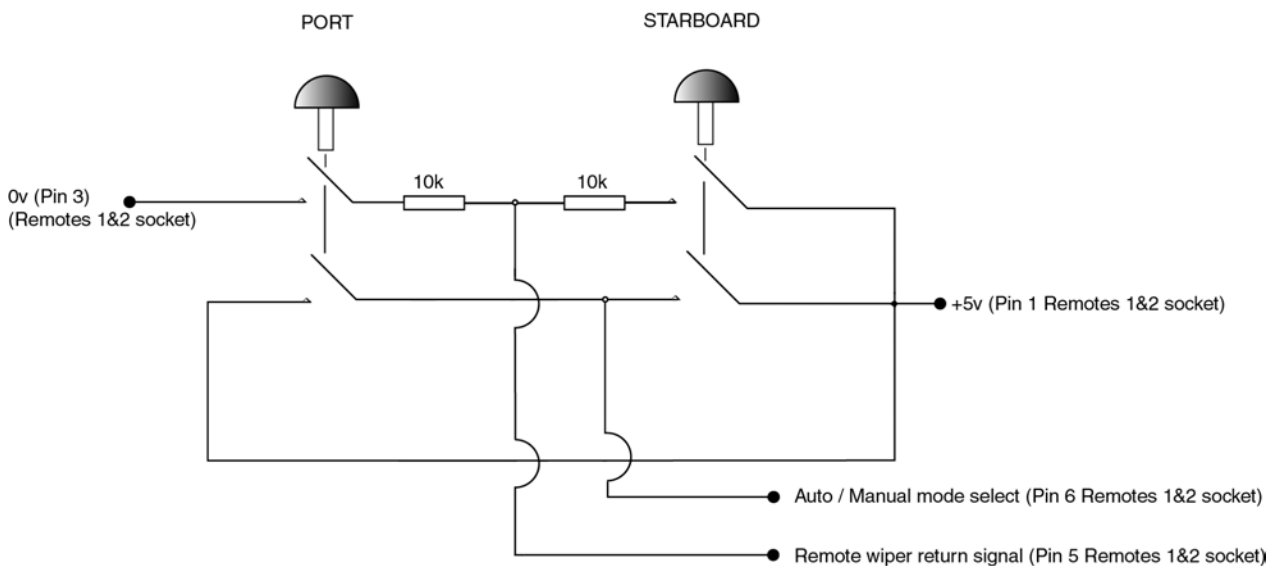 PORT
STARBOARD
10k
10k
0v (Pin 3)
(Remotes 1&2 socket)
+5v (Pin 1 Remotes 1&2 socket)
Auto / Manual mode select (Pin 6 Remotes 1&2 socket)
Remote wiper return signal (Pin 5 Remotes 1&2 socket)